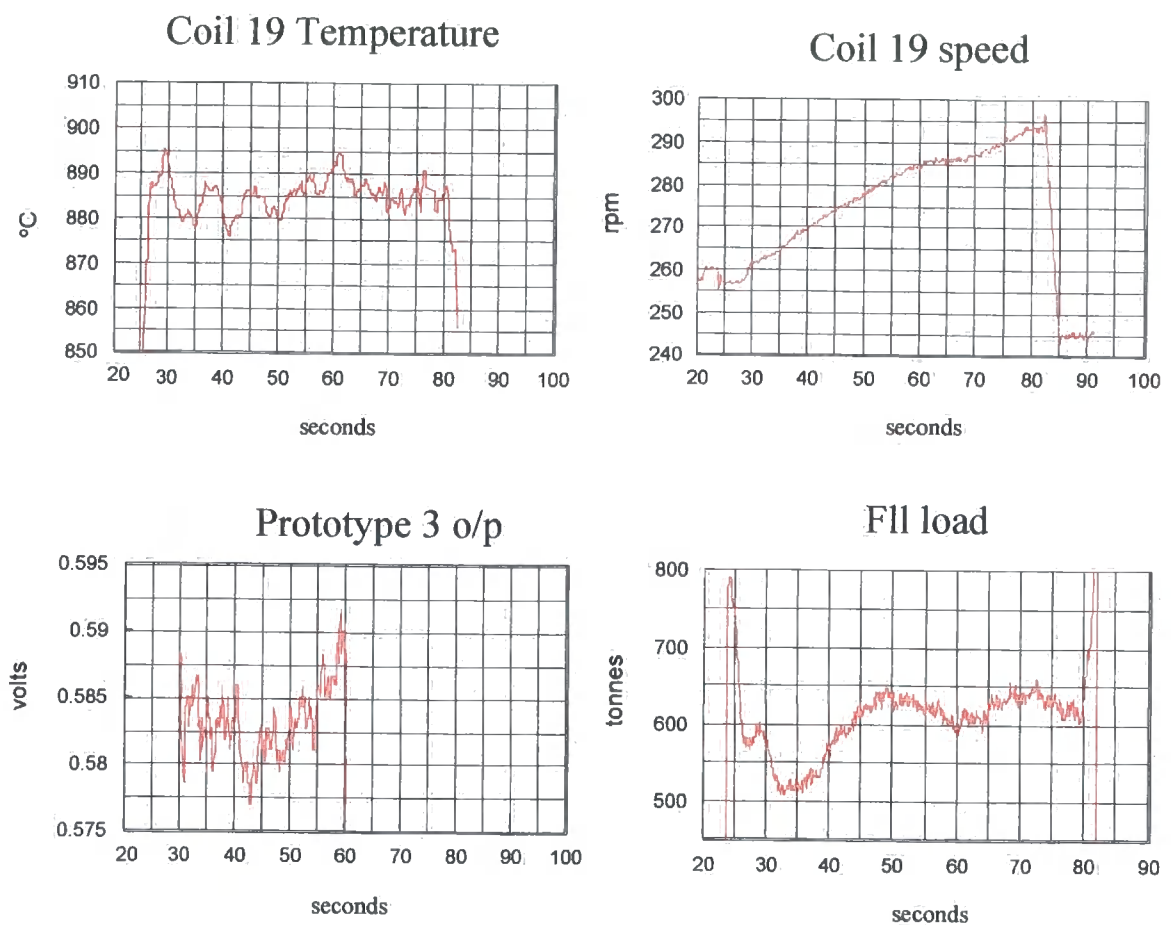 Coil 19 Temperature
910
900
890
880
870
860
850
°C
20 30 40 50 60 70 80 90 100
seconds
Coil 19 speed
300
290
280
270
260
250
240
rpm
20 30 40 50 60 70 80 90 100
seconds
Prototype 3 o/p
0.595
0.59
0.585
0.58
0.575
volts
20 30 40 50 60 70 80 90 100
seconds
Fll load
800
700
600
500
tonnes
20 30 40 50 60 70 80 90
seconds